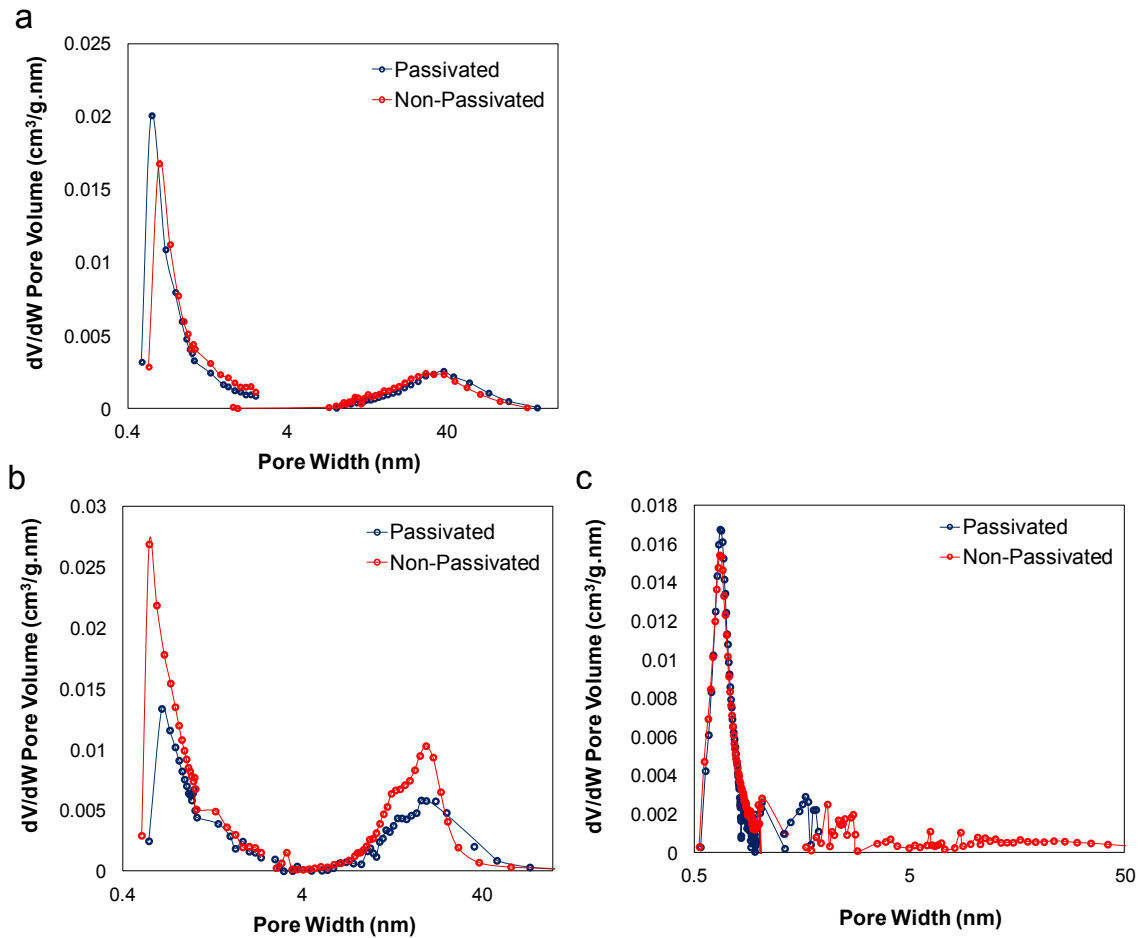 a
0.025
0.02
0.015
0.01
0.005
0
0.4
4
40
dV/dW Pore Volume (cm³/g.nm)
Pore Width (nm)
Passivated
Non-Passivated
b
0.03
0.025
0.02
0.015
0.01
0.005
0
0.4
4
40
dV/dW Pore Volume (cm³/g.nm)
Pore Width (nm)
Passivated
Non-Passivated
c
0.018
0.016
0.014
0.012
0.01
0.008
0.006
0.004
0.002
0
0.5
5
50
dV/dW Pore Volume (cm³/g.nm)
Pore Width (nm)
Passivated
Non-Passivated